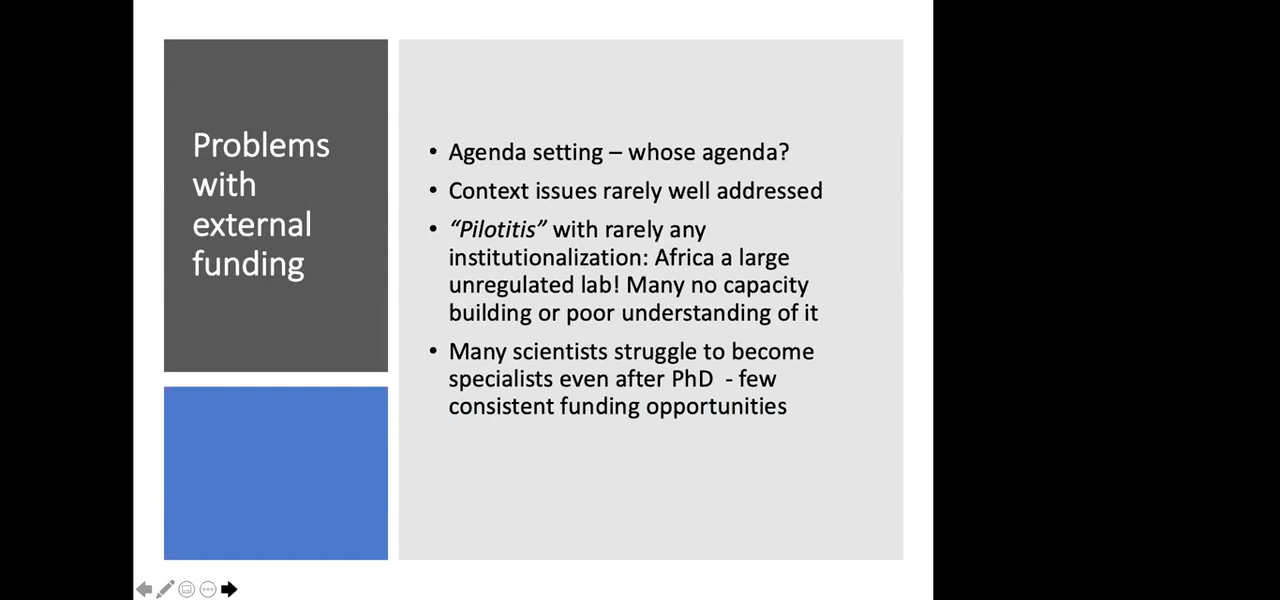 Problems
with
external
funding
• Agenda setting – whose agenda?
• Context issues rarely well addressed
• “Pilotitis” with rarely any
institutionalization: Africa a large
unregulated lab! Many no capacity
building or poor understanding of it
• Many scientists struggle to become
specialists even after PhD  - few
consistent funding opportunities